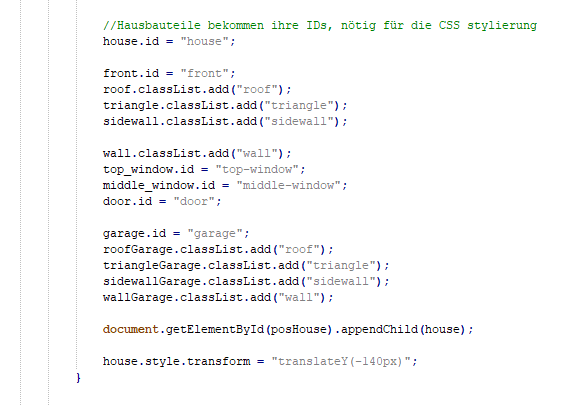 //Hausbauteile bekommen ihre IDs, nötig für die CSS stylierung
house.id = "house";
front.id = "front";
roof.classList.add("roof");
triangle.classList.add("triangle");
sidewall.classList.add("sidewall");
wall.classList.add("wall");
top_window.id = "top-window";
middle_window.id = "middle-window";
door.id = "door";
garage.id = "garage";
roofGarage.classList.add("roof");
triangleGarage.classList.add("triangle");
sidewallGarage.classList.add("sidewall");
wallGarage.classList.add("wall");
document.getElementById(posHouse).appendChild(house);
house.style.transform = "translateY(-140px)";
}